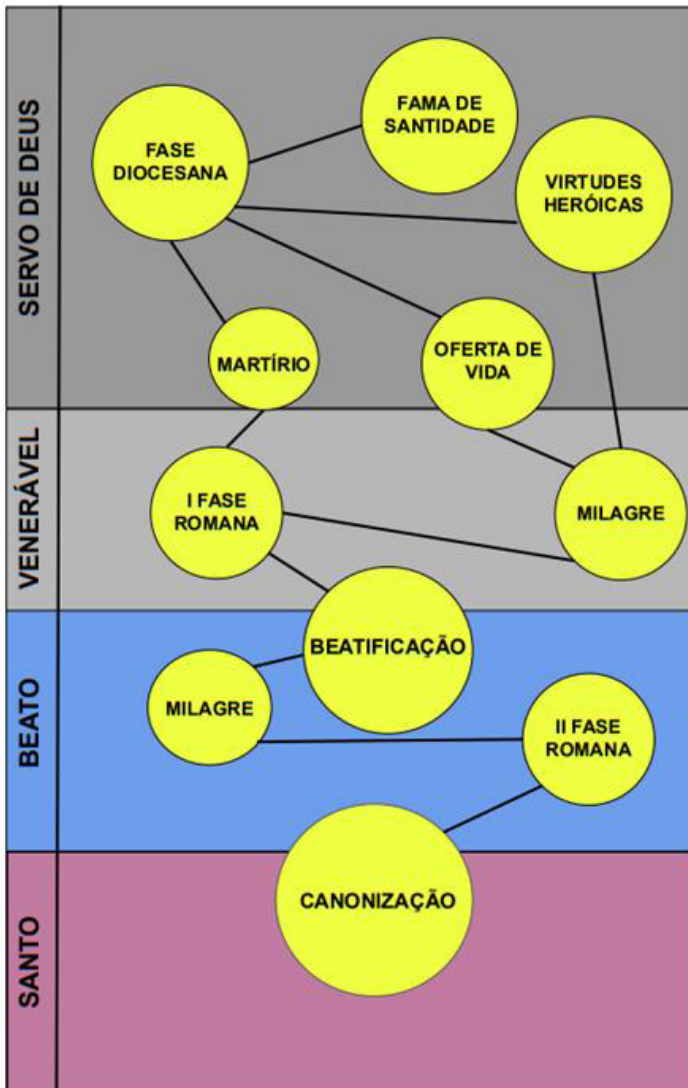 SERVO DE DEUS
FAMA DE
SANTIDADE
FASE
DIOCESANA
VIRTUDES
HERÓICAS
MARTÍRIO
OFERTA DE
VIDA
VENERÁVEL
I FASE
ROMANA
MILAGRE
BEATO
BEATIFICAÇÃO
MILAGRE
II FASE
ROMANA
SANTO
CANONIZAÇÃO